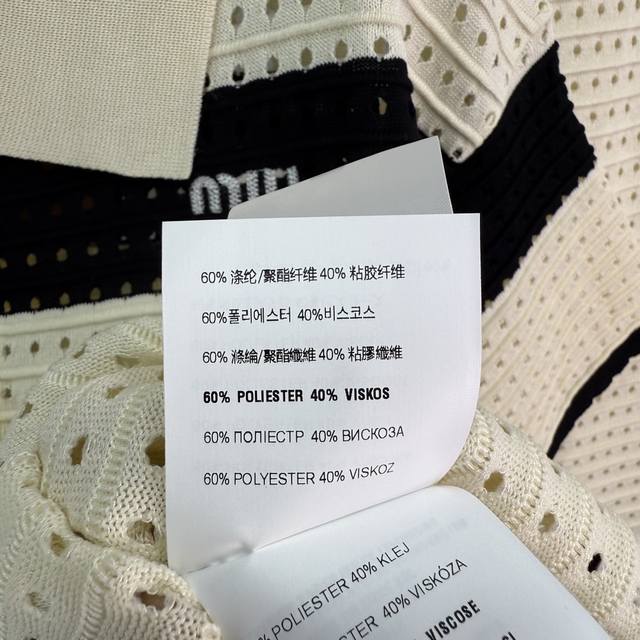 60% 涤纶/聚酯纤维 40% 粘胶纤维
60%폴리에스터 40%비스코스
60% 滌綸/聚酯纖維 40% 粘膠纖維
60% POLIESTER 40% VISKOS
60% ПОЛІЕСТР 40% ВИСКОЗА
60% POLYESTER 40% VISKOZ
% POLIESTER 40% KLEJ
POLIESTER 40% VISKÓZA
VISCOSE